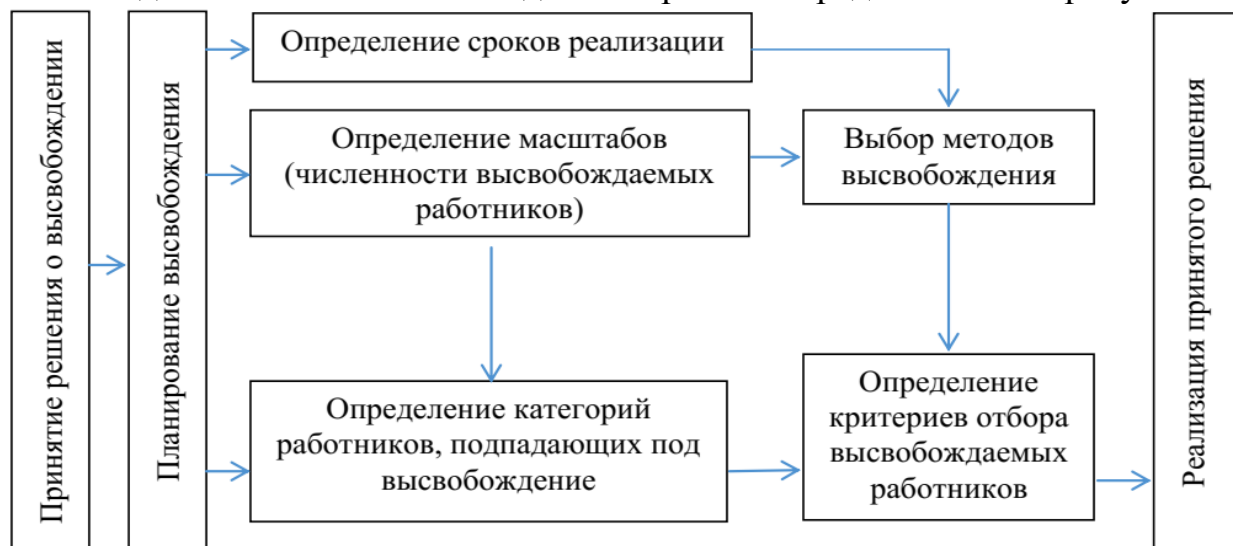 Принятие решения о высвобождении
Планирование высвобождения
Определение сроков реализации
Определение масштабов
(численности высвобождаемых
работников)
Выбор методов
высвобождения
Определение категорий
работников, подпадающих под
высвобождение
Определение
критериев отбора
высвобождаемых
работников
Реализация принятого решения